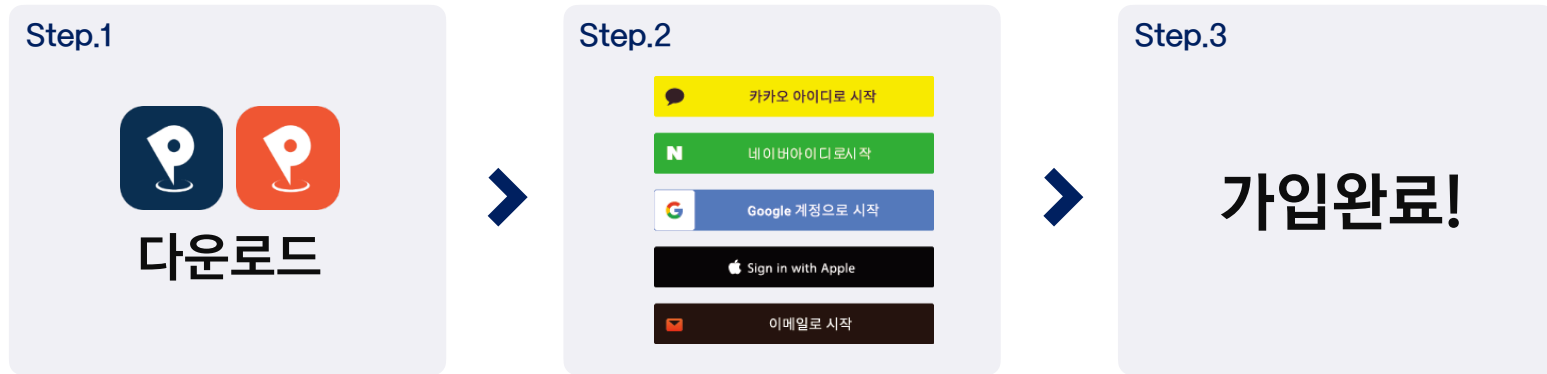 Step.1
다운로드
Step.2
카카오 아이디로 시작
네이버아이디로시작
Google 계정으로 시작
Sign in with Apple
이메일로 시작
Step.3
가입완료!